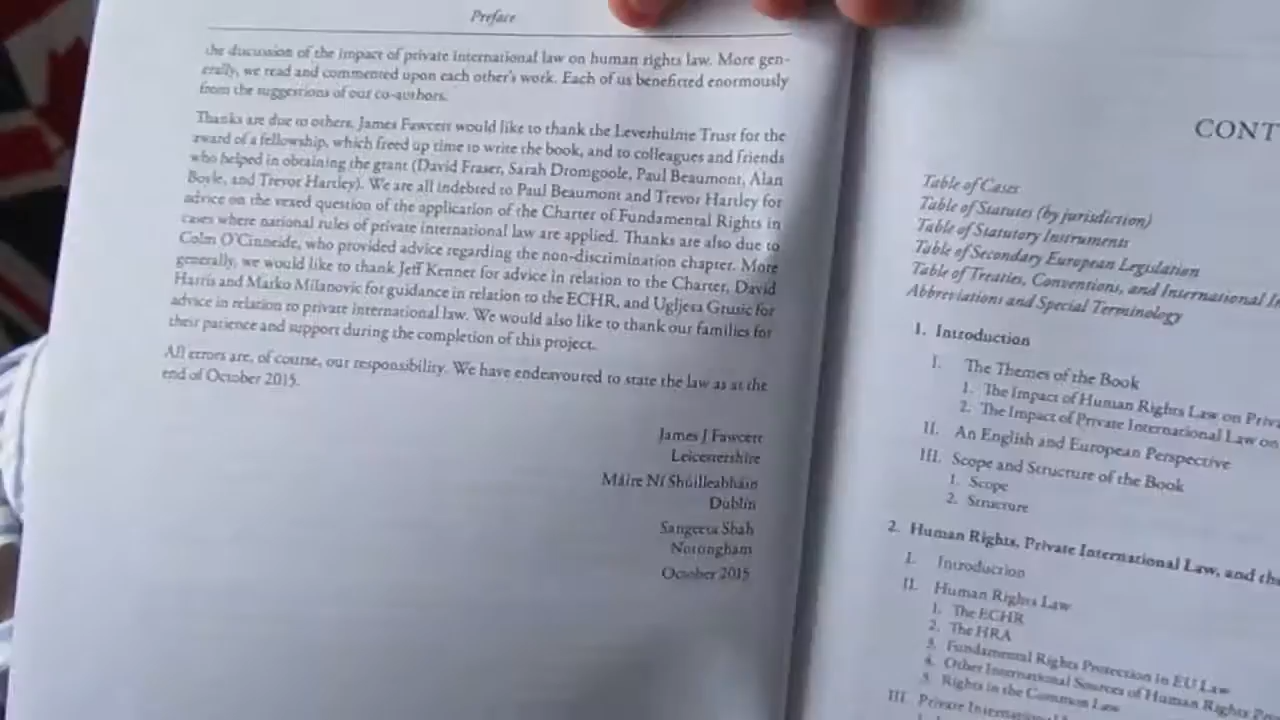 Preface
the discussion of the impact of private international law on human rights law. More gen-
erally, we read and commented upon each other's work. Each of us benefitted enormously
from the suggestions of our co-authors.
Thanks are due to others. James Fawcett would like to thank the Leverhulme Trust for the
award of a fellowship, which freed up time to write the book, and to colleagues and friends
who helped in obtaining the grant (David Fraser, Sarah Dromgoole, Paul Beaumont, Alan
Boyle, and Trevor Hartley). We are all indebted to Paul Beaumont and Trevor Hartley for
advice on the vexed question of the application of the Charter of Fundamental Rights in
cases where national rules of private international law are applied. Thanks are also due to
Colm O'Cinneide, who provided advice regarding the non-discrimination chapter. More
generally, we would like to thank Jeff Kenner for advice in relation to the Charter, David
Harris and Marko Milanovic for guidance in relation to the ECHR, and Ugljesa Grusic for
advice in relation to private international law. We would also like to thank our families for
their patience and support during the completion of this project.
All errors are, of course, our responsibility. We have endeavoured to state the law as at the
end of October 2015.
James J Fawcett
Leicestershire
Máire Ní Shúilleabháin
Dublin
Sangeeta Shah
Nottingham
October 2015
CONT
Table of Cases
Table of Statutes (by jurisdiction)
Table of Statutory Instruments
Table of Secondary European Legislation
Table of Treaties, Conventions, and International
Abbreviations and Special Terminology
1. Introduction
I. The Themes of the Book
1. The Impact of Human Rights Law on Priva
2. The Impact of Private International Law on
II. An English and European Perspective
III. Scope and Structure of the Book
1. Scope
2. Structure
2. Human Rights, Private International Law, and the
I. Introduction
II. Human Rights Law
1. The ECHR
2. The HRA
3. Fundamental Rights Protection in EU Law
4. Other International Sources of Human Rights
5. Rights in the Common Law
III. Private International